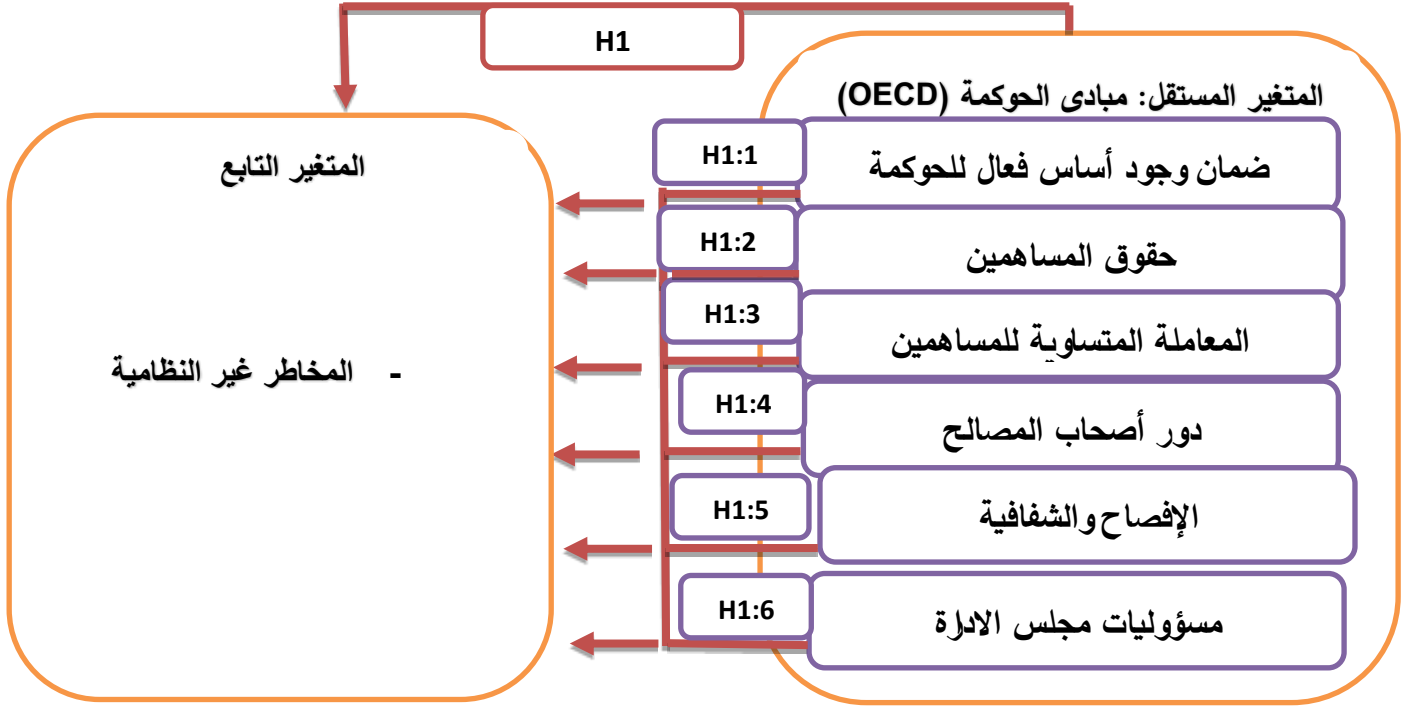 H1
المتغير المستقل: مبادى الحوكمة (OECD)
H1:1
ضمان وجود أساس فعال للحوكمة
H1:2
حقوق المساهمين
H1:3
المعاملة المتساوية للمساهمين
H1:4
دور أصحاب المصالح
H1:5
الإفصاح والشفافية
H1:6
مسؤوليات مجلس الادارة
المتغير التابع
- المخاطر غير النظامية